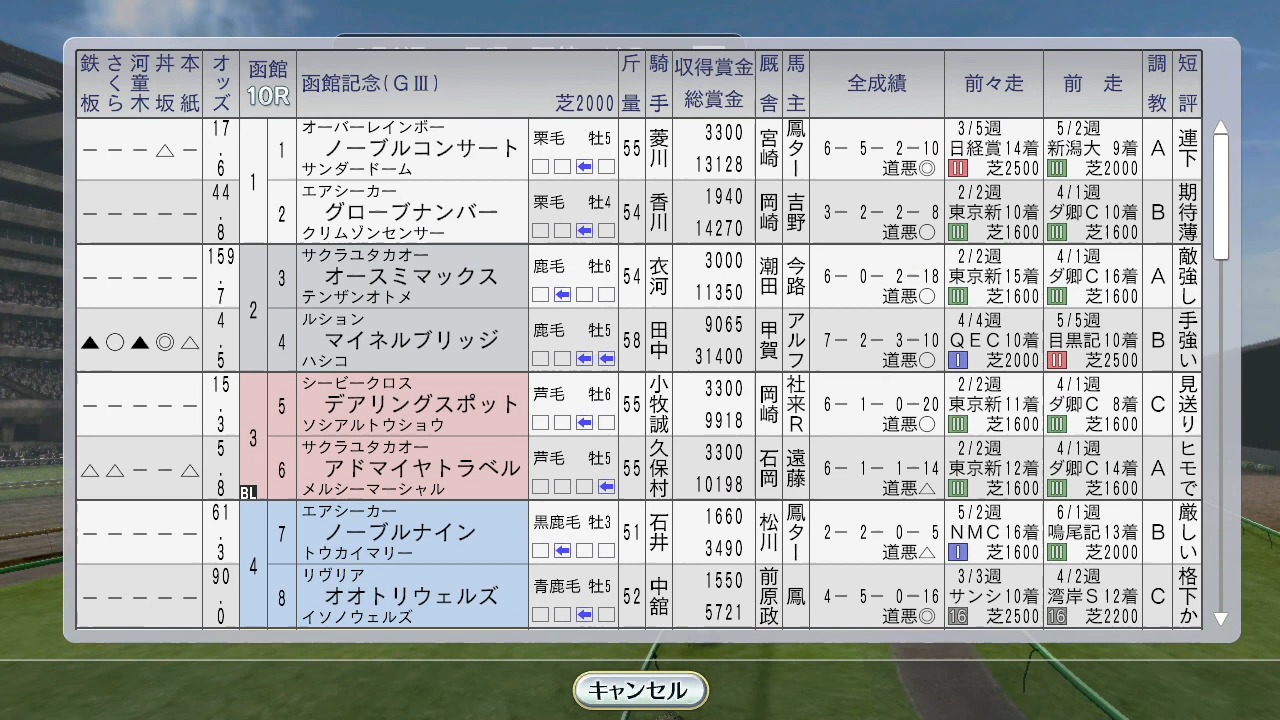 鉄板 さくら 河童木 丼坂 本紙 オッズ 函館 10R 函館記念(GⅢ) 芝2000 斤量 騎手 収得賞金 総賞金 厩舎 馬主 全成績 前々走 前 走 調教 短評
オーバーレインボー
－ － － △ － 17.6 1 1 ノーブルコンサート 栗毛 牡5 55 菱川 3300 13128 宮崎 鳳ター 6－ 5－ 2－10 道悪◎ 3/5週 日経賞14着 II 芝2500 5/2週 新潟大 9着 III 芝2000 A 連下
サンダードーム
エアシーカー
－ － － － － 44.8 2 グローブナンバー 栗毛 牡4 54 香川 1940 14270 岡崎 吉野 3－ 2－ 2－ 8 道悪○ 2/2週 東京新10着 III 芝1600 4/1週 ダ卿C10着 III 芝1600 B 期待薄
クリムゾンセンサー
サクラユタカオー
－ － － － － 159.7 2 3 オースミマックス 鹿毛 牡6 54 衣河 3000 11350 潮田 今路 6－ 0－ 2－18 道悪○ 2/2週 東京新15着 III 芝1600 4/1週 ダ卿C16着 III 芝1600 A 敵強し
テンザンオトメ
ルション
▲ ○ ▲ ◎ △ 4.5 4 マイネルブリッジ 鹿毛 牡5 58 田中 9065 31400 甲賀 アルフ 7－ 2－ 3－10 道悪○ 4/4週 QEC10着 I 芝2000 5/5週 目黒記10着 II 芝2500 B 手強い
ハシコ
シービークロス
－ － － － － 15.3 3 5 デアリングスポット 芦毛 牡6 55 小牧誠 3300 9918 岡崎 社来R 6－ 1－ 0－20 道悪○ 2/2週 東京新11着 III 芝1600 4/1週 ダ卿C 8着 III 芝1600 C 見送り
ソシアルトウショウ
サクラユタカオー
△ △ － － △ 5.8 BL 6 アドマイヤトラベル 芦毛 牡5 55 久保村 3300 10198 石岡 遠藤 6－ 1－ 1－14 道悪△ 2/2週 東京新12着 III 芝1600 4/1週 ダ卿C14着 III 芝1600 A ヒモで
メルシーマーシャル
エアシーカー
－ － － － － 61.3 4 7 ノーブルナイン 黒鹿毛 牡3 51 石井 1660 3490 松川 鳳ター 2－ 2－ 0－ 5 道悪△ 5/2週 NMC16着 I 芝1600 6/1週 鳴尾記13着 III 芝2000 B 厳しい
トウカイマリー
リヴリア
－ － － － － 90.0 8 オオトリウェルズ 青鹿毛 牡5 52 中舘 1550 5721 前原政 鳳 4－ 5－ 0－16 道悪◎ 3/3週 サンシ10着 16 芝2500 4/2週 湾岸S12着 16 芝2200 C 格下か
イソノウェルズ
キャンセル